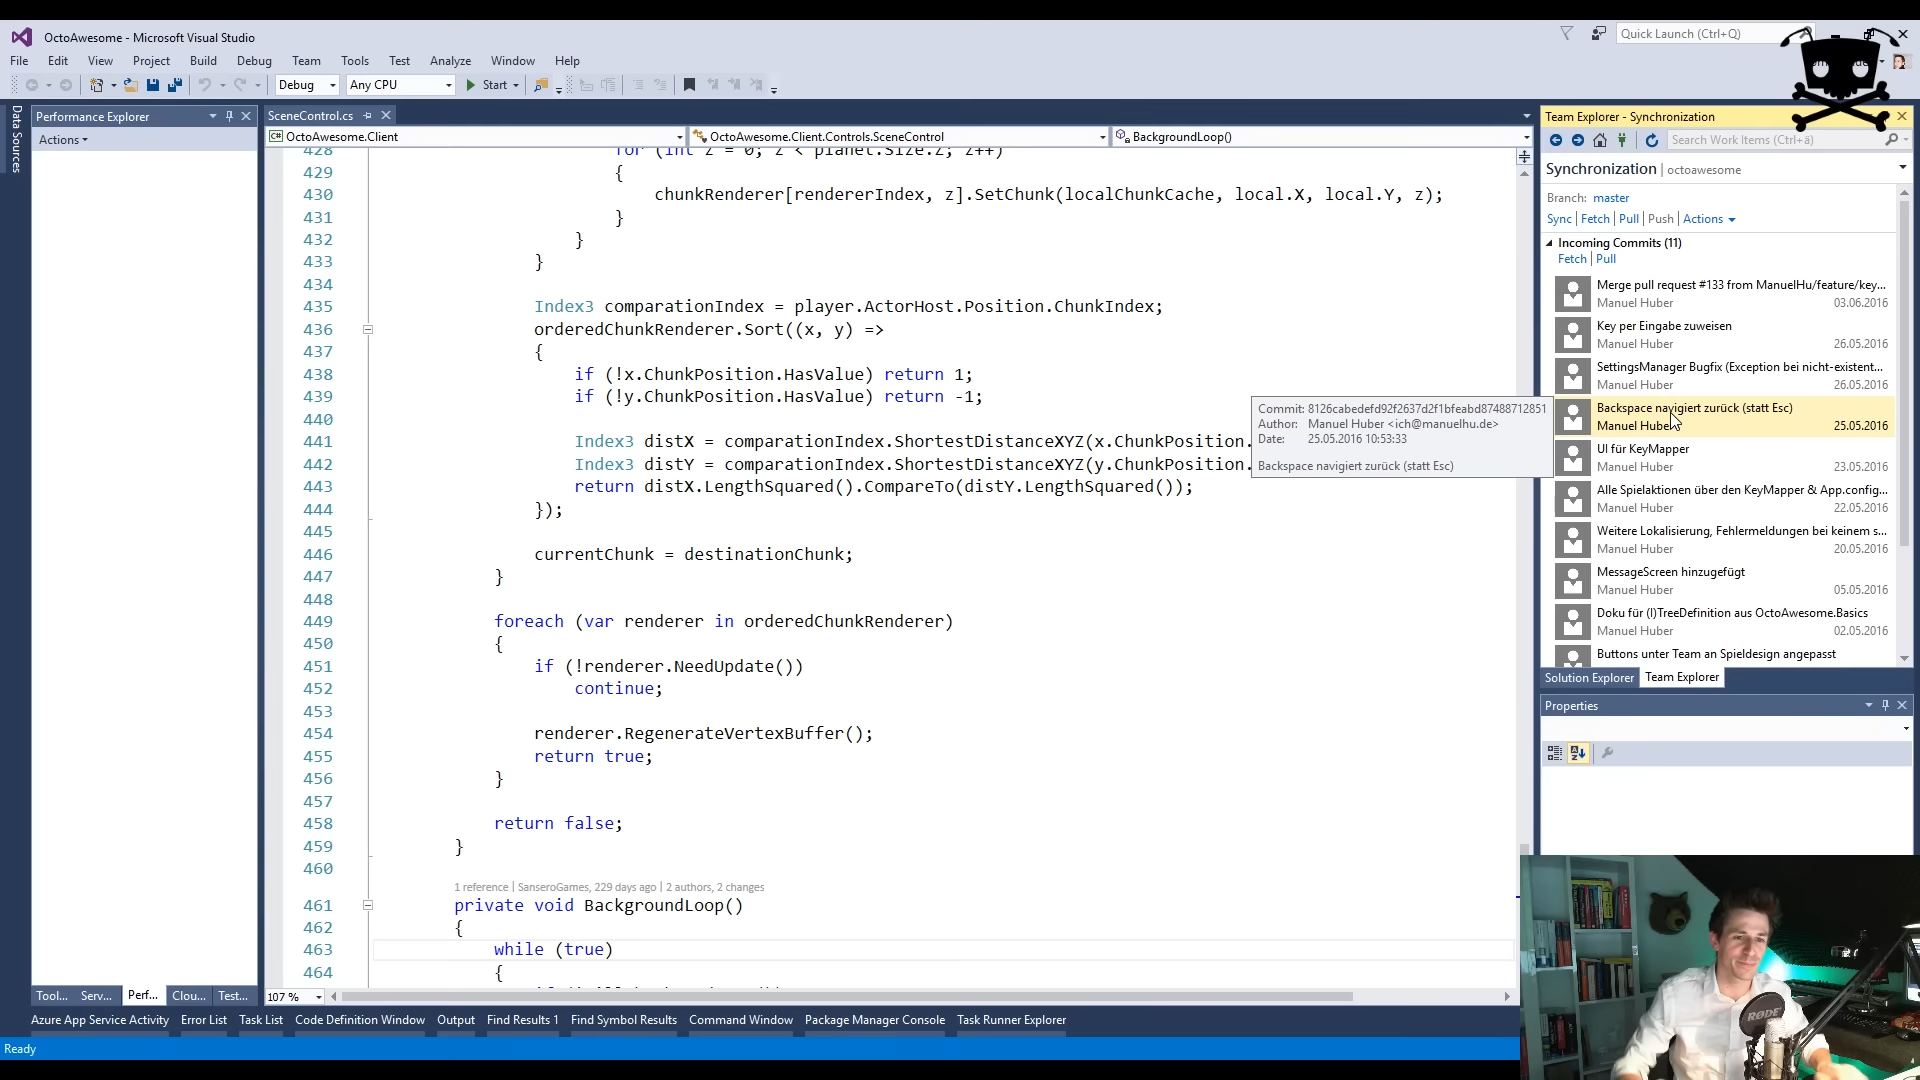 OctoAwesome - Microsoft Visual Studio
Quick Launch (Ctrl+Q)
File Edit View Project Build Debug Team Tools Test Analyze Window Help
Debug Any CPU Start
Data Sources
Performance Explorer
Actions
SceneControl.cs
OctoAwesome.Client OctoAwesome.Client.Controls.SceneControl BackgroundLoop()
428 for (int z = 0; z < planet.Size.z; z++)
429 {
430 chunkRenderer[rendererIndex, z].SetChunk(localChunkCache, local.X, local.Y, z);
431 }
432 }
433 }
434
435 Index3 comparationIndex = player.ActorHost.Position.ChunkIndex;
436 orderedChunkRenderer.Sort((x, y) =>
437 {
438 if (!x.ChunkPosition.HasValue) return 1;
439 if (!y.ChunkPosition.HasValue) return -1;
440
441 Index3 distX = comparationIndex.ShortestDistanceXYZ(x.ChunkPosition.
442 Index3 distY = comparationIndex.ShortestDistanceXYZ(y.ChunkPosition.
443 return distX.LengthSquared().CompareTo(distY.LengthSquared());
444 });
445
446 currentChunk = destinationChunk;
447 }
448
449 foreach (var renderer in orderedChunkRenderer)
450 {
451 if (!renderer.NeedUpdate())
452 continue;
453
454 renderer.RegenerateVertexBuffer();
455 return true;
456 }
457
458 return false;
459 }
460
1 reference | SanseroGames, 229 days ago | 2 authors, 2 changes
461 private void BackgroundLoop()
462 {
463 while (true)
464 {
107 %
Commit: 8126cabedefd92f2637d2f1bfeabd87488712851
Author: Manuel Huber <ich@manuelhu.de>
Date: 25.05.2016 10:53:33
Backspace navigiert zurück (statt Esc)
Team Explorer - Synchronization
Search Work Items (Ctrl+ä)
Synchronization | octoawesome
Branch: master
Sync | Fetch | Pull | Push | Actions
Incoming Commits (11)
Fetch | Pull
Merge pull request #133 from ManuelHu/feature/key...
Manuel Huber 03.06.2016
Key per Eingabe zuweisen
Manuel Huber 26.05.2016
SettingsManager Bugfix (Exception bei nicht-existent...
Manuel Huber 26.05.2016
Backspace navigiert zurück (statt Esc)
Manuel Huber 25.05.2016
UI für KeyMapper
Manuel Huber 23.05.2016
Alle Spielaktionen über den KeyMapper & App.config...
Manuel Huber 22.05.2016
Weitere Lokalisierung, Fehlermeldungen bei keinem s...
Manuel Huber 20.05.2016
MessageScreen hinzugefügt
Manuel Huber 05.05.2016
Doku für (I)TreeDefinition aus OctoAwesome.Basics
Manuel Huber 02.05.2016
Buttons unter Team an Spieldesign angepasst
Solution Explorer Team Explorer
Properties
Tool... Serv... Perf... Clou... Test...
Azure App Service Activity Error List Task List Code Definition Window Output Find Results 1 Find Symbol Results Command Window Package Manager Console Task Runner Explorer
Ready
RØDE